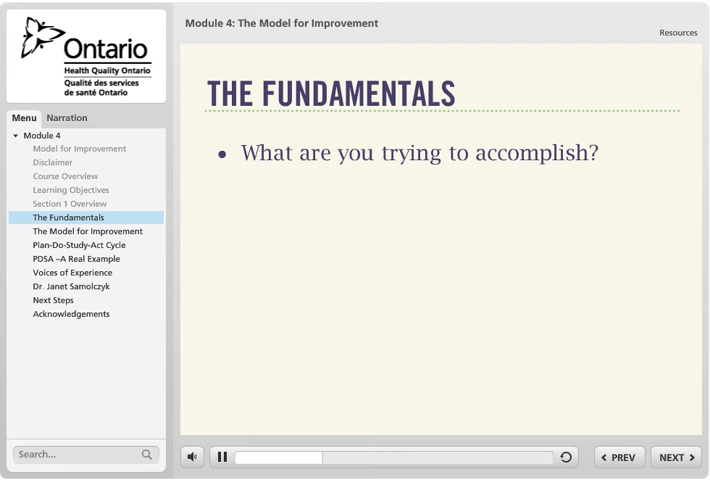 Ontario
Health Quality Ontario
Qualité des services
de santé Ontario
Module 4: The Model for Improvement
Resources
Menu
Narration
Module 4
Model for Improvement
Disclaimer
Course Overview
Learning Objectives
Section 1 Overview
The Fundamentals
The Model for Improvement
Plan-Do-Study-Act Cycle
PDSA –A Real Example
Voices of Experience
Dr. Janet Samolczyk
Next Steps
Acknowledgements
Search...
THE FUNDAMENTALS
• What are you trying to accomplish?
PREV
NEXT